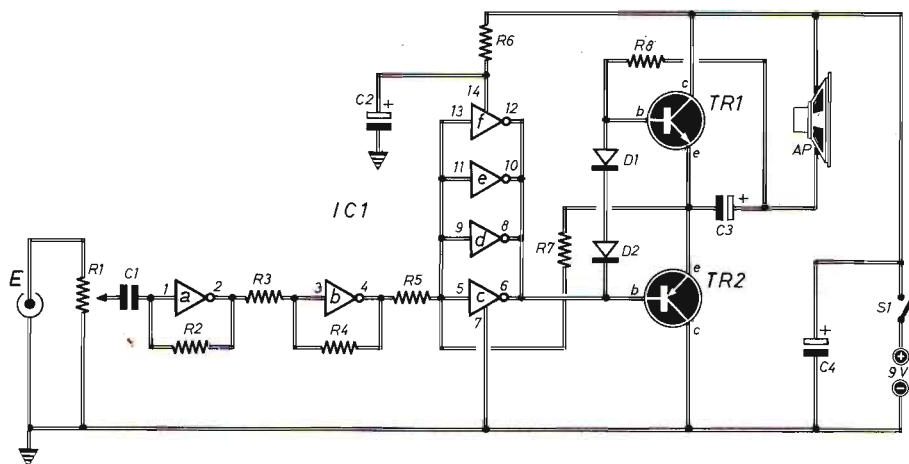 R6
R8
C2 +
14
13 f 12
b c TR1
e
AP
D1
11 e 10
IC1
9 d 8
R7
C3 +
D2
E R1 C1
1 a 2 R3
3 b 4 R5
5 c 6
7
R2
R4
b e TR2
c
+
C4
S1
+
9 V
−